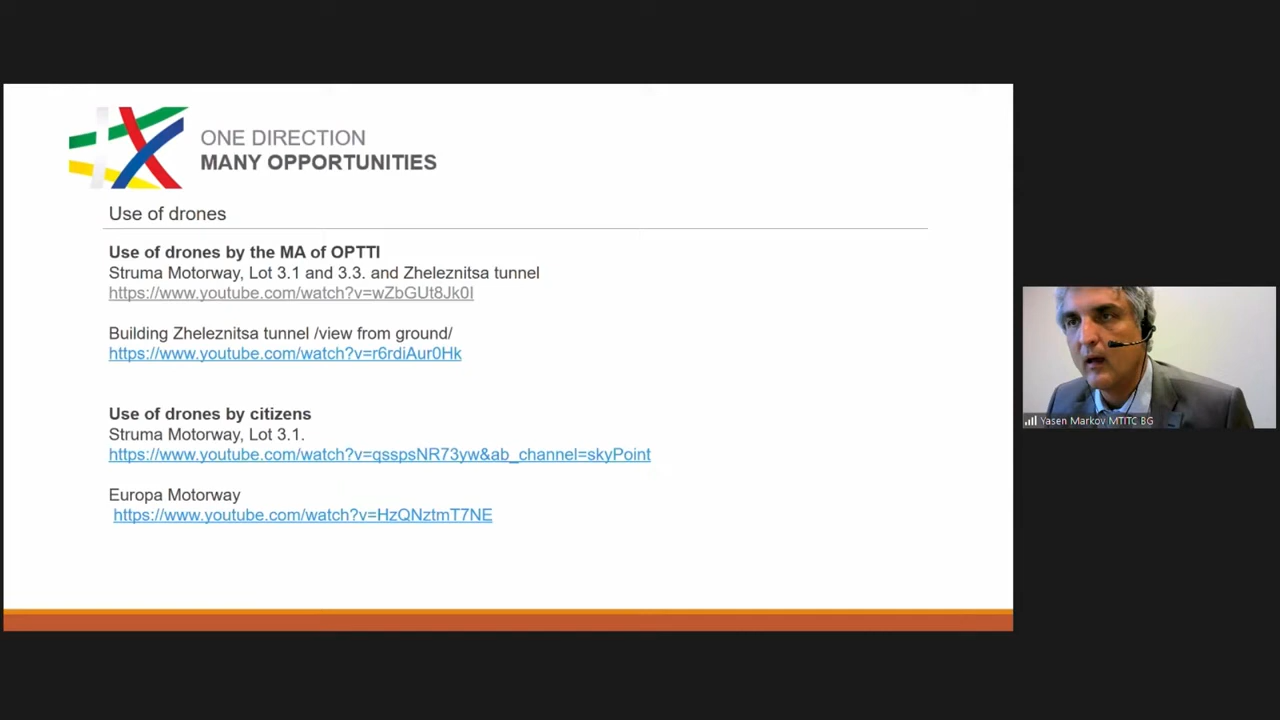 ONE DIRECTION
MANY OPPORTUNITIES
Use of drones
Use of drones by the MA of OPTTI
Struma Motorway, Lot 3.1 and 3.3. and Zheleznitsa tunnel
https://www.youtube.com/watch?v=wZbGUt8Jk0I
Building Zheleznitsa tunnel /view from ground/
https://www.youtube.com/watch?v=r6rdiAur0Hk
Use of drones by citizens
Struma Motorway, Lot 3.1.
https://www.youtube.com/watch?v=qsspsNR73yw&ab_channel=skyPoint
Europa Motorway
https://www.youtube.com/watch?v=HzQNztmT7NE
Yasen Markov MTITC BG